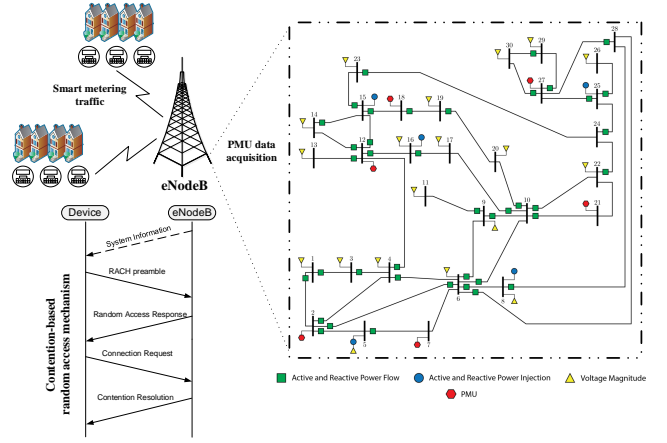 Smart metering
traffic
eNodeB
PMU data
acquisition
Device
eNodeB
System Information
RACH preamble
Random Access Response
Connection Request
Contention Resolution
Contention-based
random access mechanism
28
29
30
26
23
27
25
15
18
19
14
24
12
16
17
13
20
22
11
9
10
21
1
3
4
6
8
2
5
7
Active and Reactive Power Flow
Active and Reactive Power Injection
Voltage Magnitude
PMU